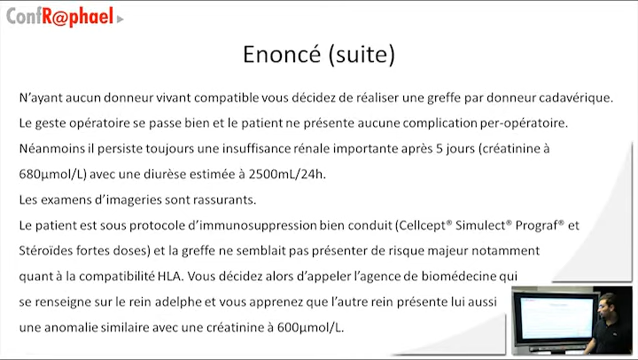 ConfR@phael
Enoncé (suite)
N’ayant aucun donneur vivant compatible vous décidez de réaliser une greffe par donneur cadavérique.
Le geste opératoire se passe bien et le patient ne présente aucune complication per-opératoire.
Néanmoins il persiste toujours une insuffisance rénale importante après 5 jours (créatinine à
680µmol/L) avec une diurèse estimée à 2500mL/24h.
Les examens d’imageries sont rassurants.
Le patient est sous protocole d’immunosuppression bien conduit (Cellcept® Simulect® Prograf® et
Stéroïdes fortes doses) et la greffe ne semblait pas présenter de risque majeur notamment
quant à la compatibilité HLA. Vous décidez alors d’appeler l’agence de biomédecine qui
se renseigne sur le rein adelphe et vous apprenez que l’autre rein présente lui aussi
une anomalie similaire avec une créatinine à 600µmol/L.